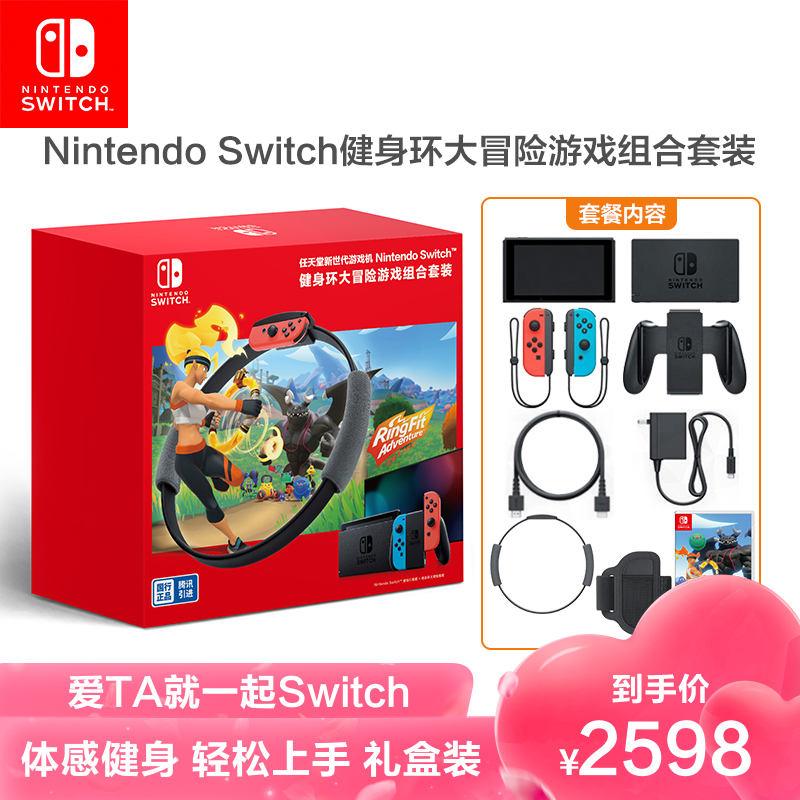 NINTENDO
SWITCH™
Nintendo Switch健身环大冒险游戏组合套装
套餐内容
任天堂新世代游戏机 Nintendo Switch™
健身环大冒险游戏组合套装
NINTENDO
SWITCH™
RingFit
Adventure
国行
正品
腾讯
引进
NINTENDO
SWITCH
爱TA就一起Switch
体感健身 轻松上手 礼盒装
到手价
¥2598